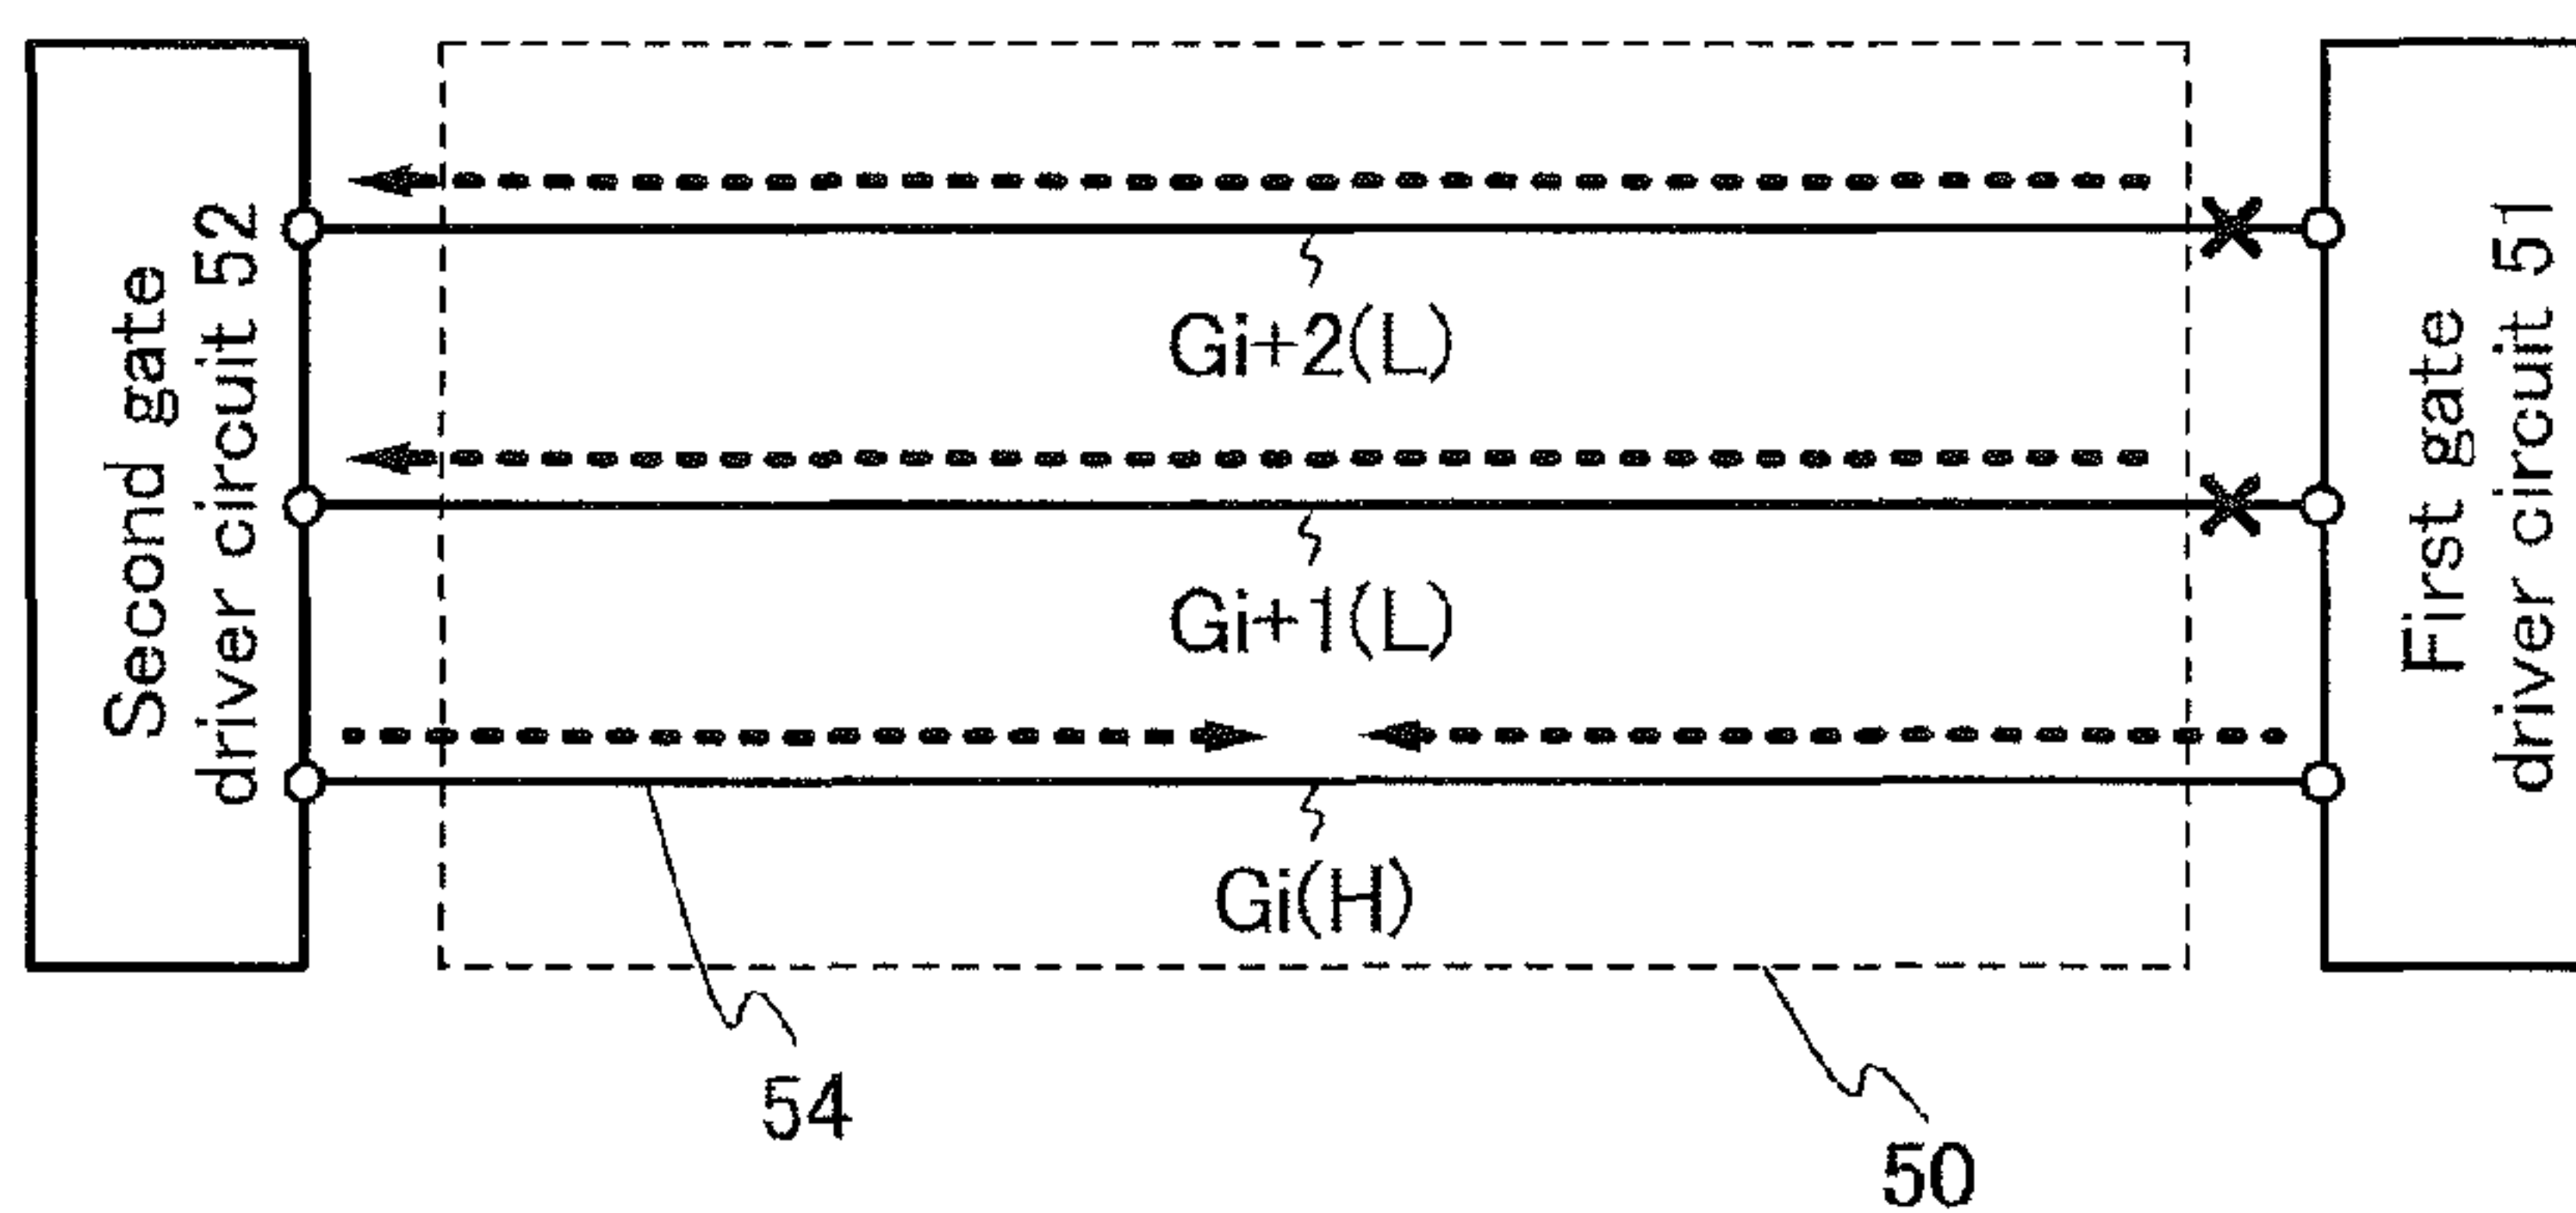 Second gate
driver circuit 52
Gi+2(L)
Gi+1(L)
Gi(H)
First gate
driver circuit 51
54
50